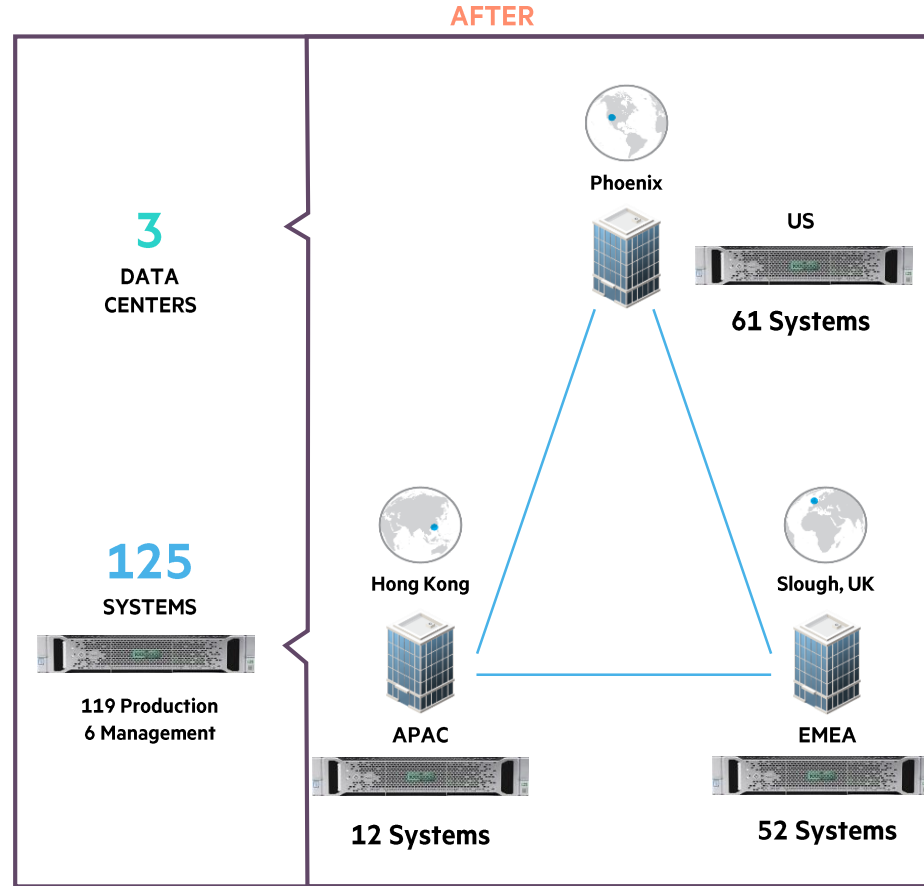 AFTER
3
DATA
CENTERS
125
SYSTEMS
119 Production
6 Management
Phoenix
US
61 Systems
Hong Kong
APAC
12 Systems
Slough, UK
EMEA
52 Systems